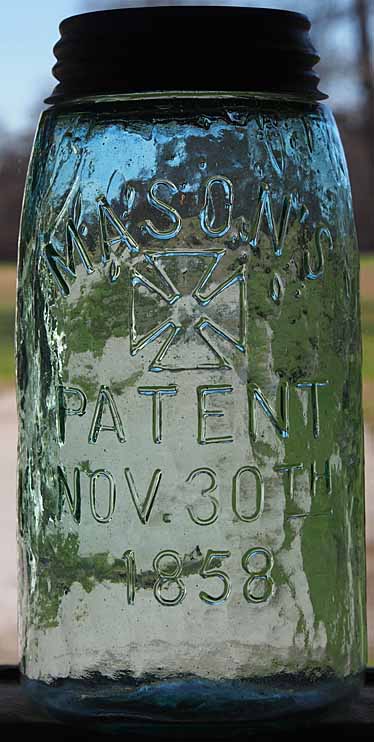 MASON'S
PATENT
NOV. 30TH
1858